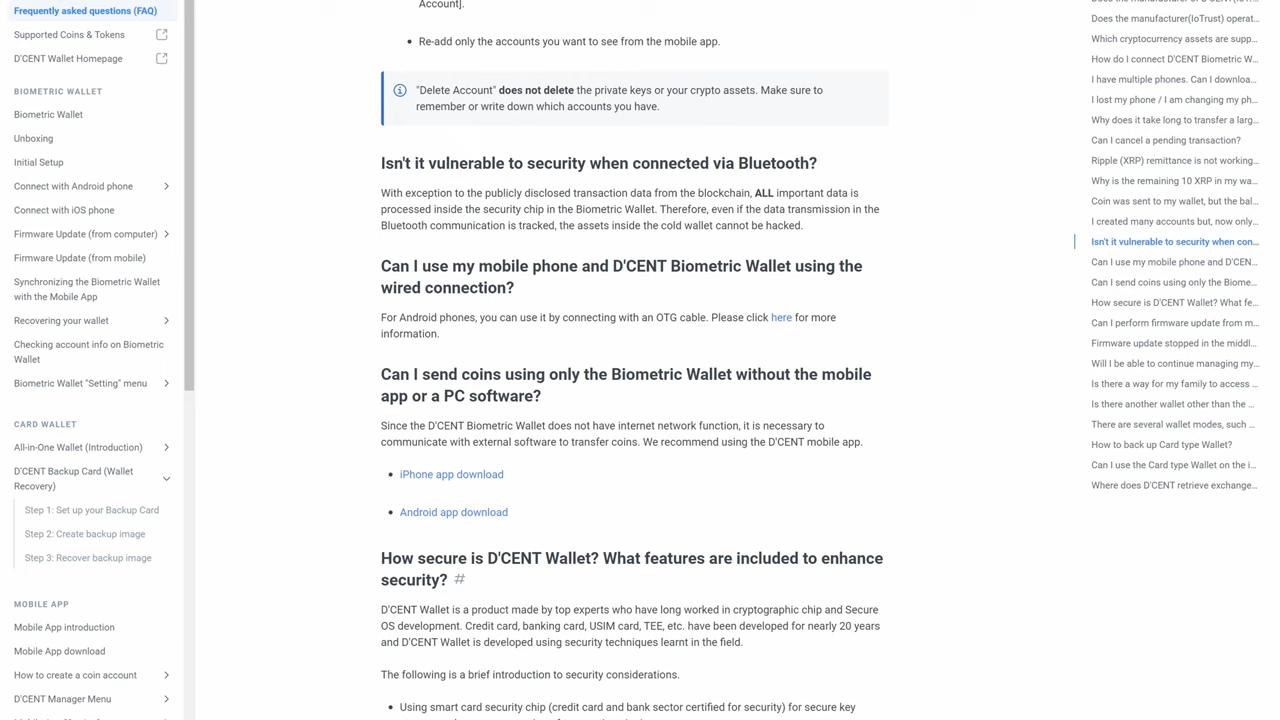 Frequently asked questions (FAQ)
Supported Coins & Tokens
D'CENT Wallet Homepage
BIOMETRIC WALLET
Biometric Wallet
Unboxing
Initial Setup
Connect with Android phone
Connect with iOS phone
Firmware Update (from computer)
Firmware Update (from mobile)
Synchronizing the Biometric Wallet
with the Mobile App
Recovering your wallet
Checking account info on Biometric
Wallet
Biometric Wallet "Setting" menu
CARD WALLET
All-in-One Wallet (Introduction)
D'CENT Backup Card (Wallet
Recovery)
Step 1: Set up your Backup Card
Step 2: Create backup image
Step 3: Recover backup image
MOBILE APP
Mobile App introduction
Mobile App download
How to create a coin account
D'CENT Manager Menu
Account].
• Re-add only the accounts you want to see from the mobile app.
"Delete Account" does not delete the private keys or your crypto assets. Make sure to
remember or write down which accounts you have.
Isn't it vulnerable to security when connected via Bluetooth?
With exception to the publicly disclosed transaction data from the blockchain, ALL important data is
processed inside the security chip in the Biometric Wallet. Therefore, even if the data transmission in the
Bluetooth communication is tracked, the assets inside the cold wallet cannot be hacked.
Can I use my mobile phone and D'CENT Biometric Wallet using the
wired connection?
For Android phones, you can use it by connecting with an OTG cable. Please click here for more
information.
Can I send coins using only the Biometric Wallet without the mobile
app or a PC software?
Since the D'CENT Biometric Wallet does not have internet network function, it is necessary to
communicate with external software to transfer coins. We recommend using the D'CENT mobile app.
• iPhone app download
• Android app download
How secure is D'CENT Wallet? What features are included to enhance
security? #
D'CENT Wallet is a product made by top experts who have long worked in cryptographic chip and Secure
OS development. Credit card, banking card, USIM card, TEE, etc. have been developed for nearly 20 years
and D'CENT Wallet is developed using security techniques learnt in the field.
The following is a brief introduction to security considerations.
• Using smart card security chip (credit card and bank sector certified for security) for secure key
Does the manufacturer(IoTrust) operat...
Which cryptocurrency assets are supp...
How do I connect D'CENT Biometric W...
I have multiple phones. Can I downloa...
I lost my phone / I am changing my ph...
Why does it take long to transfer a larg...
Can I cancel a pending transaction?
Ripple (XRP) remittance is not working...
Why is the remaining 10 XRP in my wa...
Coin was sent to my wallet, but the bal...
I created many accounts but, now only...
Isn't it vulnerable to security when con...
Can I use my mobile phone and D'CEN...
Can I send coins using only the Biome...
How secure is D'CENT Wallet? What fe...
Can I perform firmware update from m...
Firmware update stopped in the middl...
Will I be able to continue managing my...
Is there a way for my family to access ...
Is there another wallet other than the ...
There are several wallet modes, such ...
How to back up Card type Wallet?
Can I use the Card type Wallet on the i...
Where does D'CENT retrieve exchange...